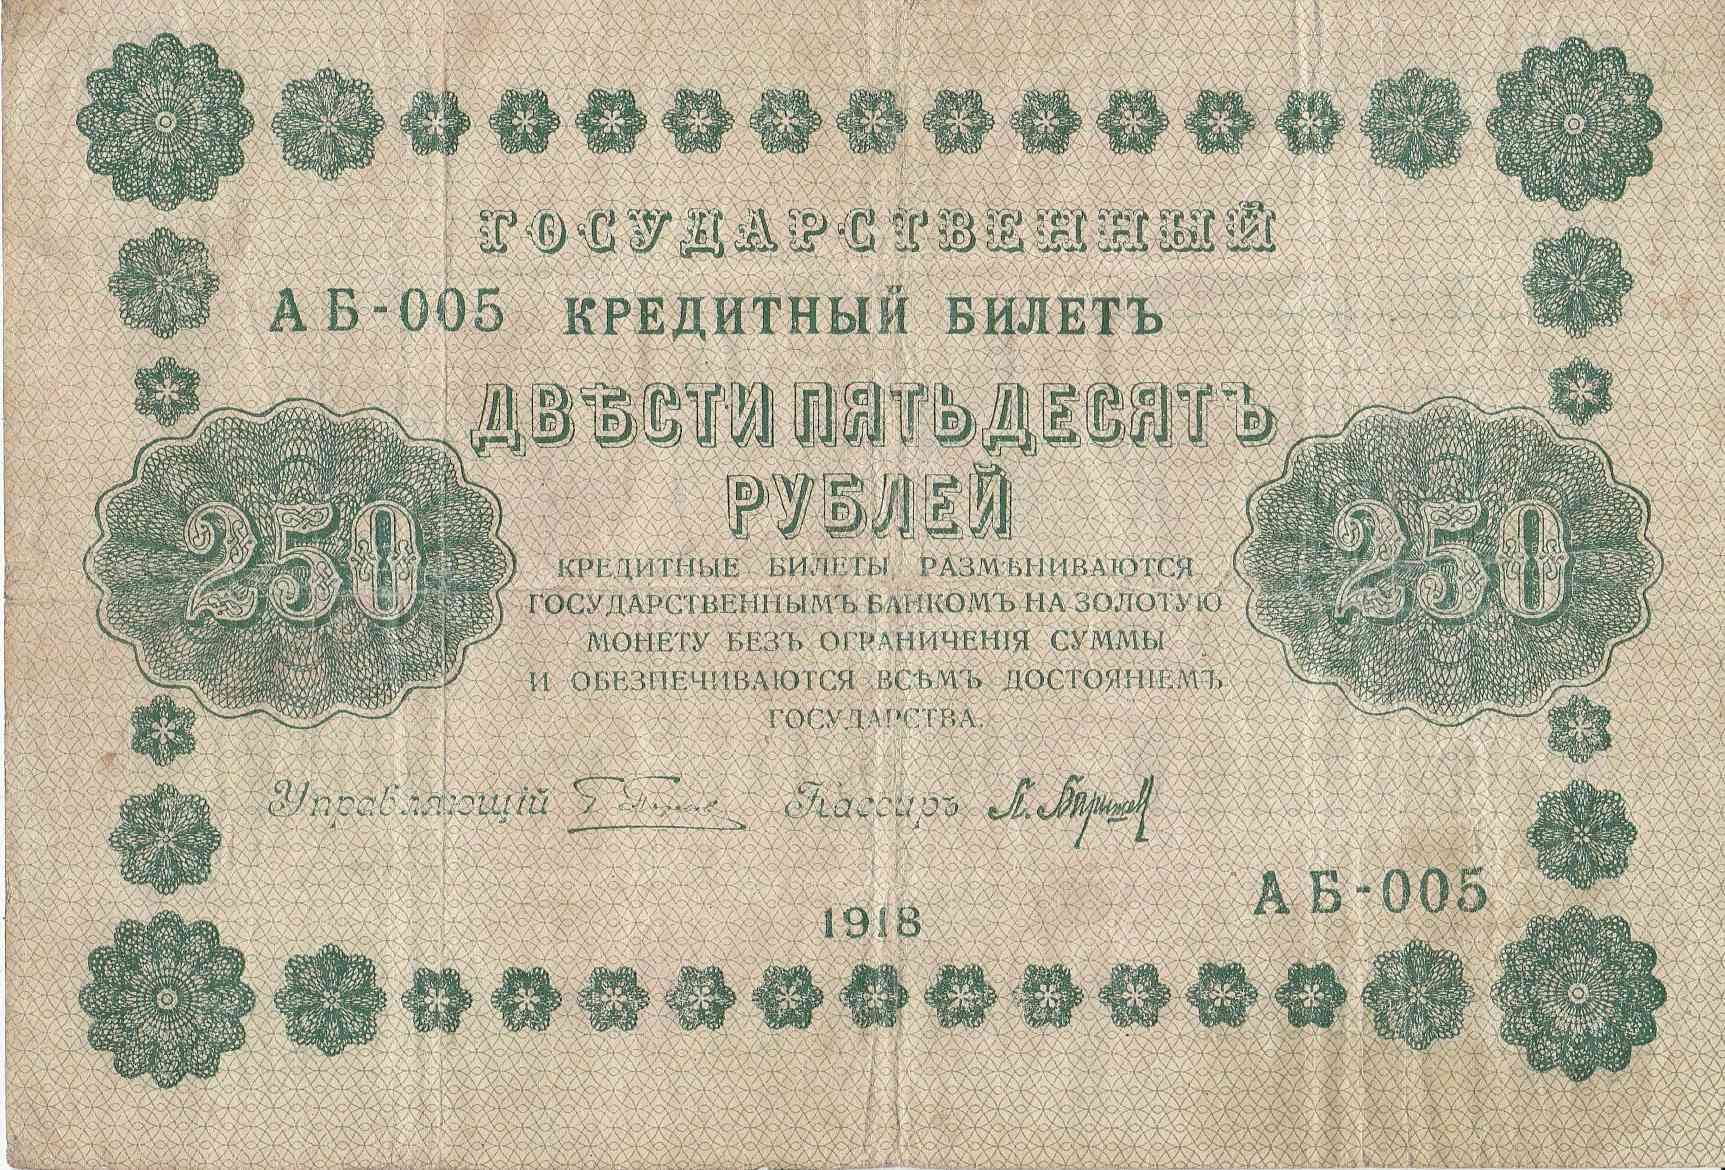 ГОСУДАРСТВЕННЫЙ
АБ-005 КРЕДИТНЫЙ БИЛЕТЪ
ДВѢСТИ ПЯТЬДЕСЯТЪ
РУБЛЕЙ
250
250
КРЕДИТНЫЕ БИЛЕТЫ РАЗМѢНИВАЮТСЯ
ГОСУДАРСТВЕННЫМЪ БАНКОМЪ НА ЗОЛОТУЮ
МОНЕТУ БЕЗЪ ОГРАНИЧЕНІЯ СУММЫ
И ОБЕЗПЕЧИВАЮТСЯ ВСѢМЪ ДОСТОЯНІЕМЪ
ГОСУДАРСТВА.
Управляющій Кассиръ
АБ-005
1918